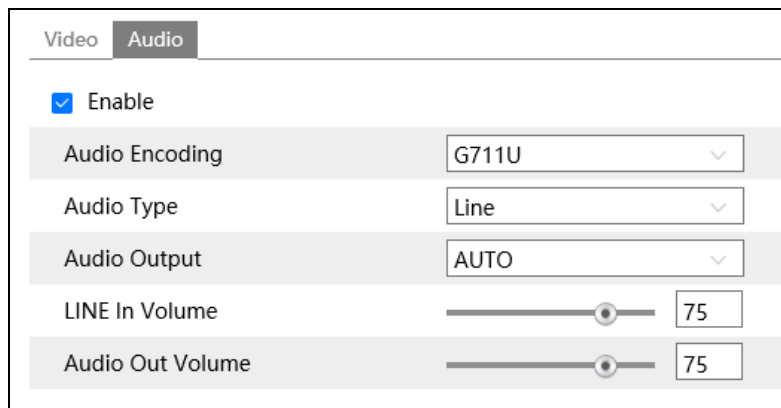 Video Audio
Enable
Audio Encoding G711U
Audio Type Line
Audio Output AUTO
LINE In Volume 75
Audio Out Volume 75